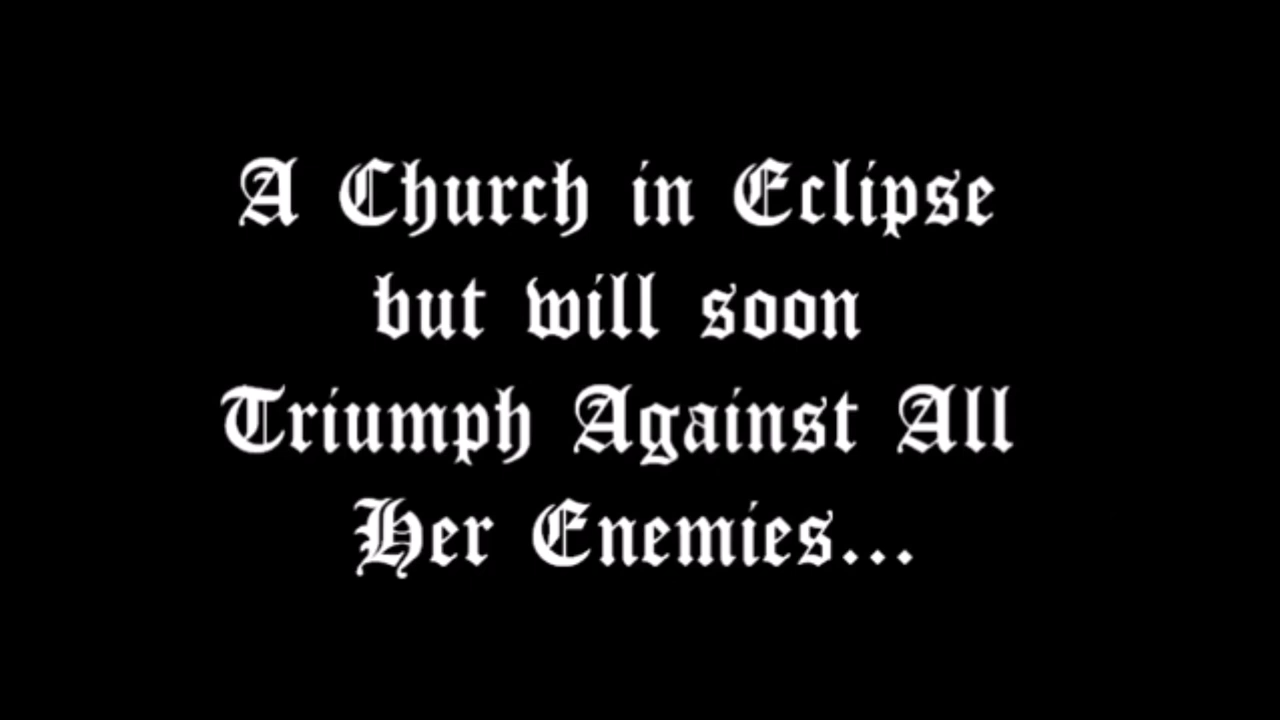 A Church in Eclipse
but will soon
Triumph Against All
Her Enemies...